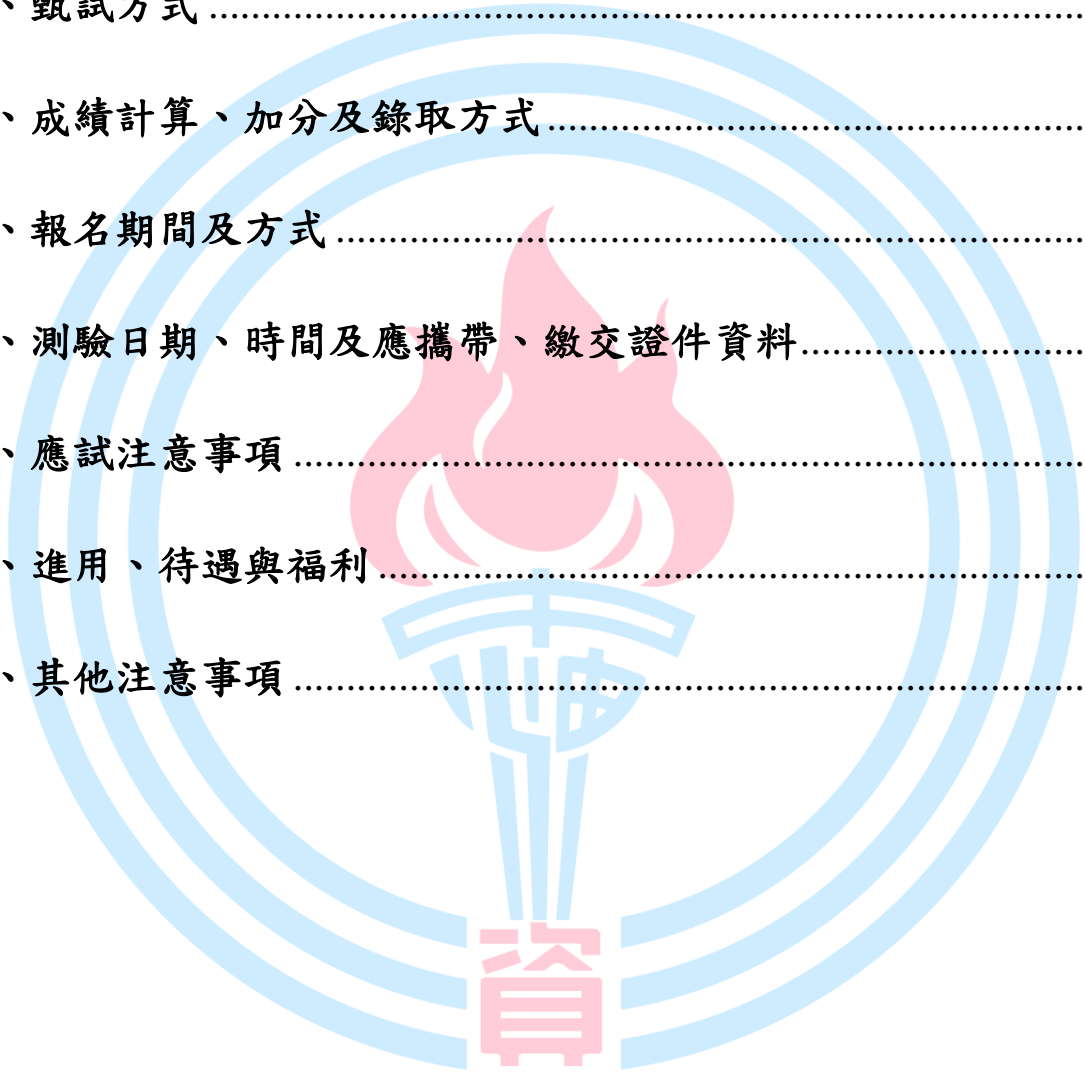 、甄試方式
、成績計算、加分及錄取方式
、報名期間及方式
、測驗日期、時間及應攜帶、繳交證件資料
、應試注意事項
、進用、待遇與福利
、其他注意事項
資